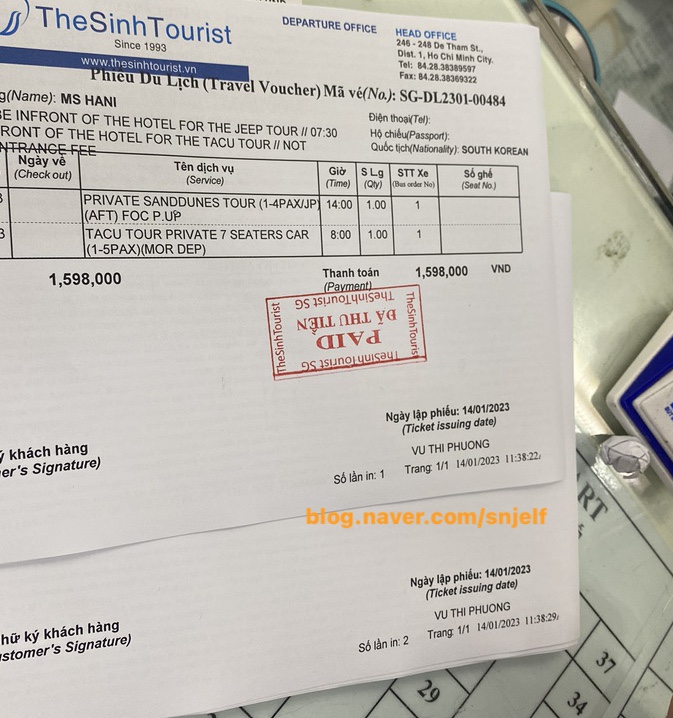 TheSinhTourist
Since 1993
www.thesinhtourist.vn
DEPARTURE OFFICE
HEAD OFFICE
246 - 248 De Tham St.,
Dist. 1, Ho Chi Minh City.
Tel: 84.28.38389597
Fax: 84.28.38369322
Phiếu Du Lịch (Travel Voucher) Mã vé(No.): SG-DL2301-00484
g(Name): MS HANI
Điện thoại(Tel):
E INFRONT OF THE HOTEL FOR THE JEEP TOUR // 07:30
Hộ chiếu(Passport):
RONT OF THE HOTEL FOR THE TACU TOUR // NOT
Quốc tịch(Nationality): SOUTH KOREAN
NTRANCE FEE
Ngày về (Check out) Tên dịch vụ (Service) Giờ (Time) S Lg (Qty) STT Xe (Bus order No) Số ghế (Seat No.)
3 PRIVATE SANDDUNES TOUR (1-4PAX/JP) 14:00 1.00 1
(AFT) FOC P.UP
3 TACU TOUR PRIVATE 7 SEATERS CAR 8:00 1.00 1
(1-5PAX)(MOR DEP)
1,598,000 Thanh toán (Payment) 1,598,000 VND
TheSinhTourist SG
PAID
ĐÃ THU TIỀN
TheSinhTourist SG
TheSinhTourist
TheSinhTourist
Ngày lập phiếu: 14/01/2023
(Ticket issuing date)
ý khách hàng
er's Signature)
VU THI PHUONG
Số lần in: 1 Trang: 1/1 14/01/2023 11:38:22
blog.naver.com/snjelf
Ngày lập phiếu: 14/01/2023
(Ticket issuing date)
hữ ký khách hàng
ustomer's Signature)
VU THI PHUONG
Số lần in: 2 Trang: 1/1 14/01/2023 11:38:29
ART
37
29
34